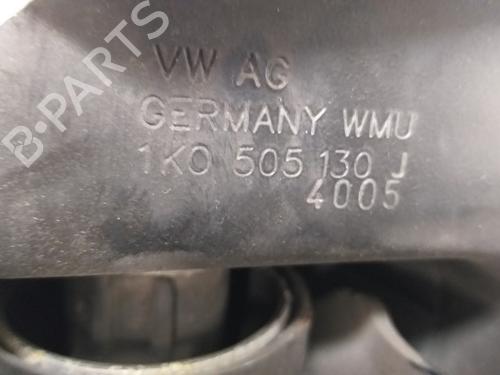 VW AG
GERMANY WMU
1K0 505 130 J
4005
B-PARTS